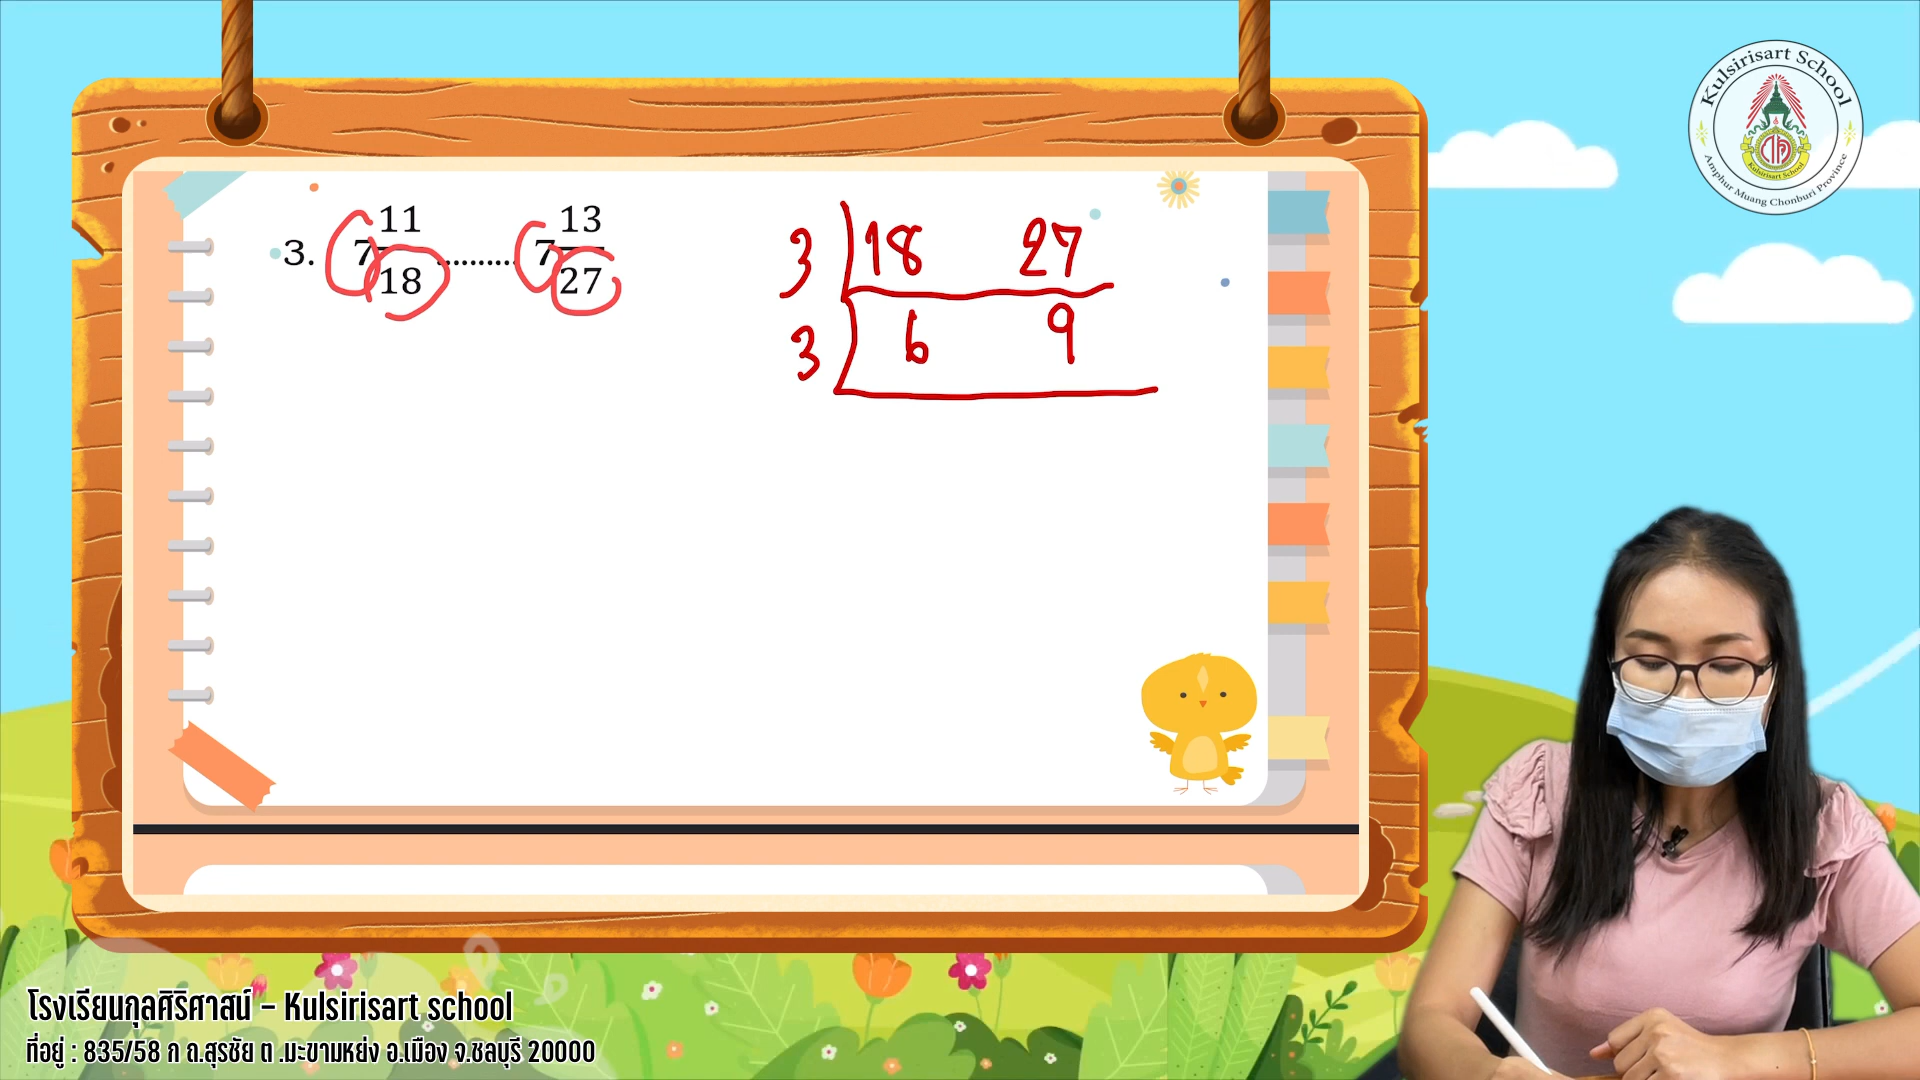 Kulsirisart School
Kulsirisart School
Amphur Muang Chonburi Province
3. 7 11/18 ......... 7 13/27
3 18 27
3 6 9
โรงเรียนกุลศิริศาสน์ – Kulsirisart school
ที่อยู่ : 835/58 ก ถ.สุรชัย ต .มะขามหย่ง อ.เมือง จ.ชลบุรี 20000